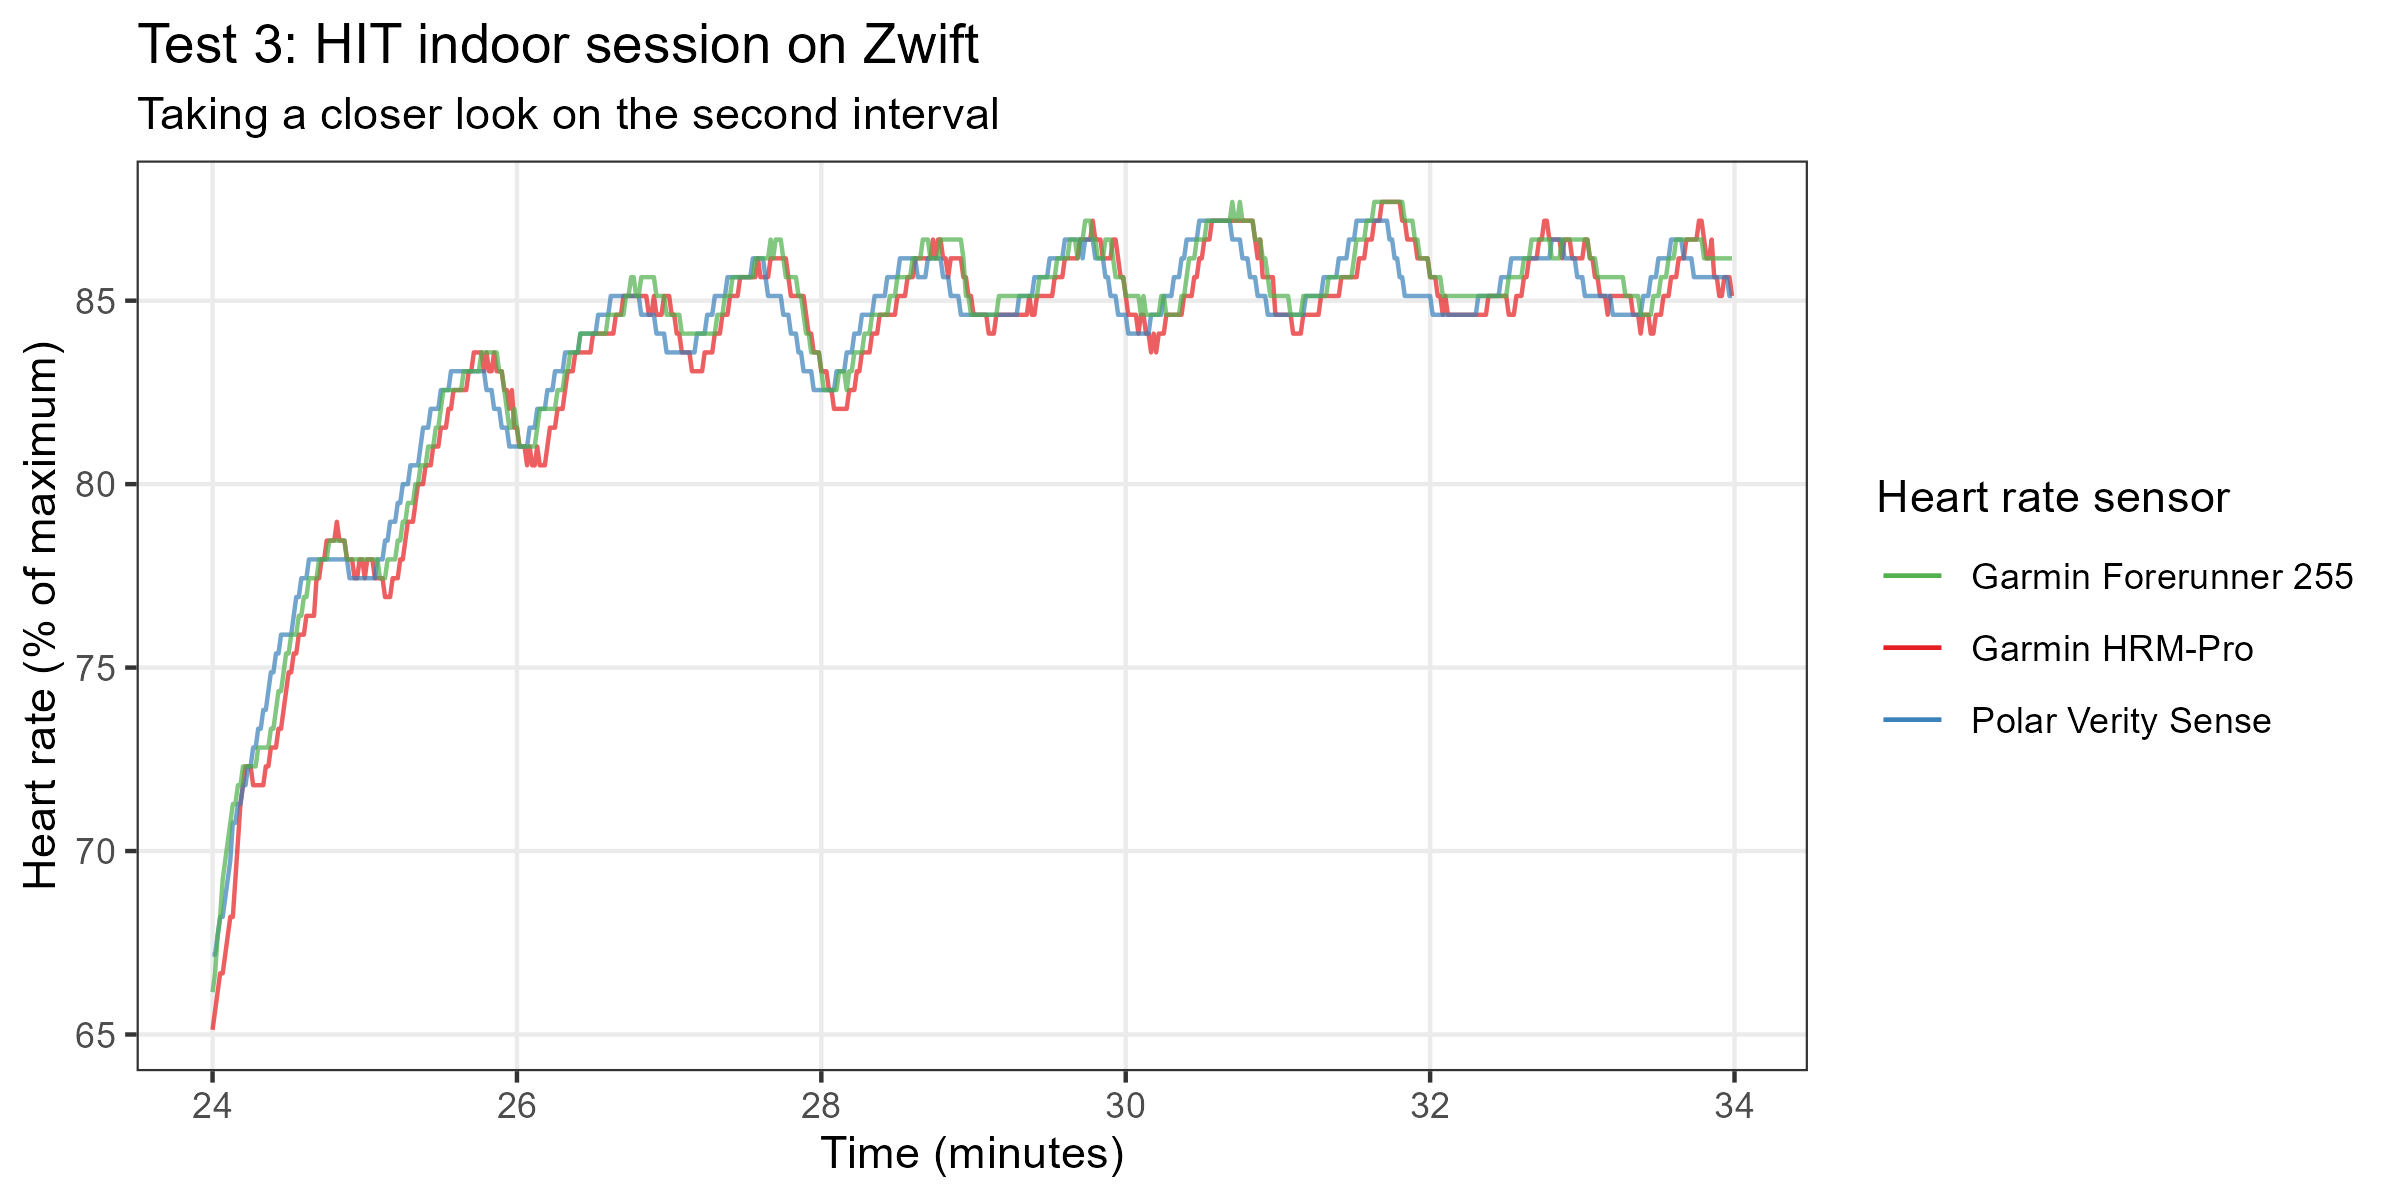 Test 3: HIT indoor session on Zwift
Taking a closer look on the second interval
Heart rate (% of maximum)
85
80
75
70
65
24 26 28 30 32 34
Time (minutes)
Heart rate sensor
Garmin Forerunner 255
Garmin HRM-Pro
Polar Verity Sense